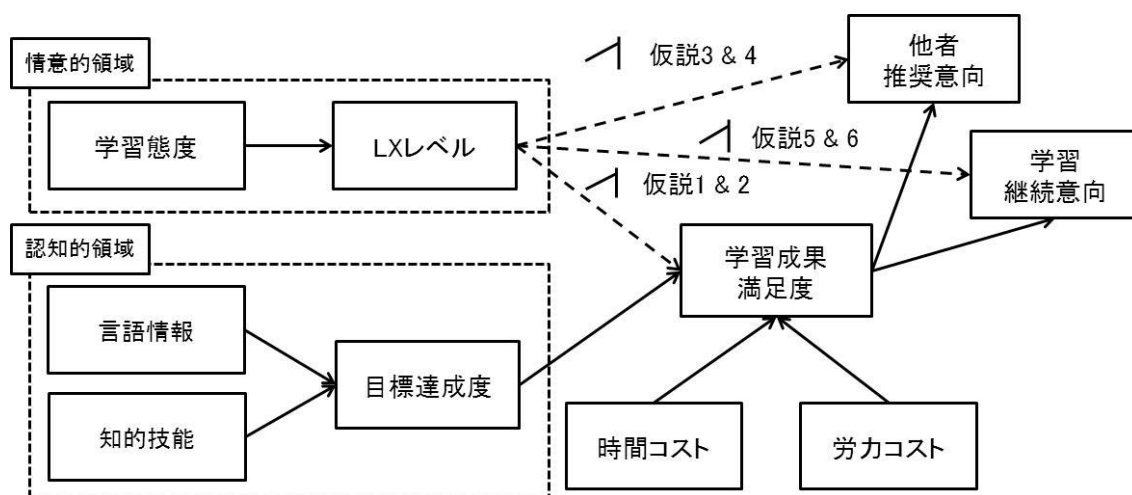 情意的領域
学習態度
LXレベル
仮説3 & 4
他者
推奨意向
仮説5 & 6
学習
継続意向
仮説1 & 2
認知的領域
言語情報
知的技能
目標達成度
学習成果
満足度
時間コスト
労力コスト